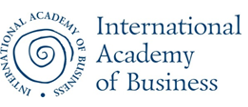 INTERNATIONAL ACADEMY OF BUSINESS
International
Academy
of Business